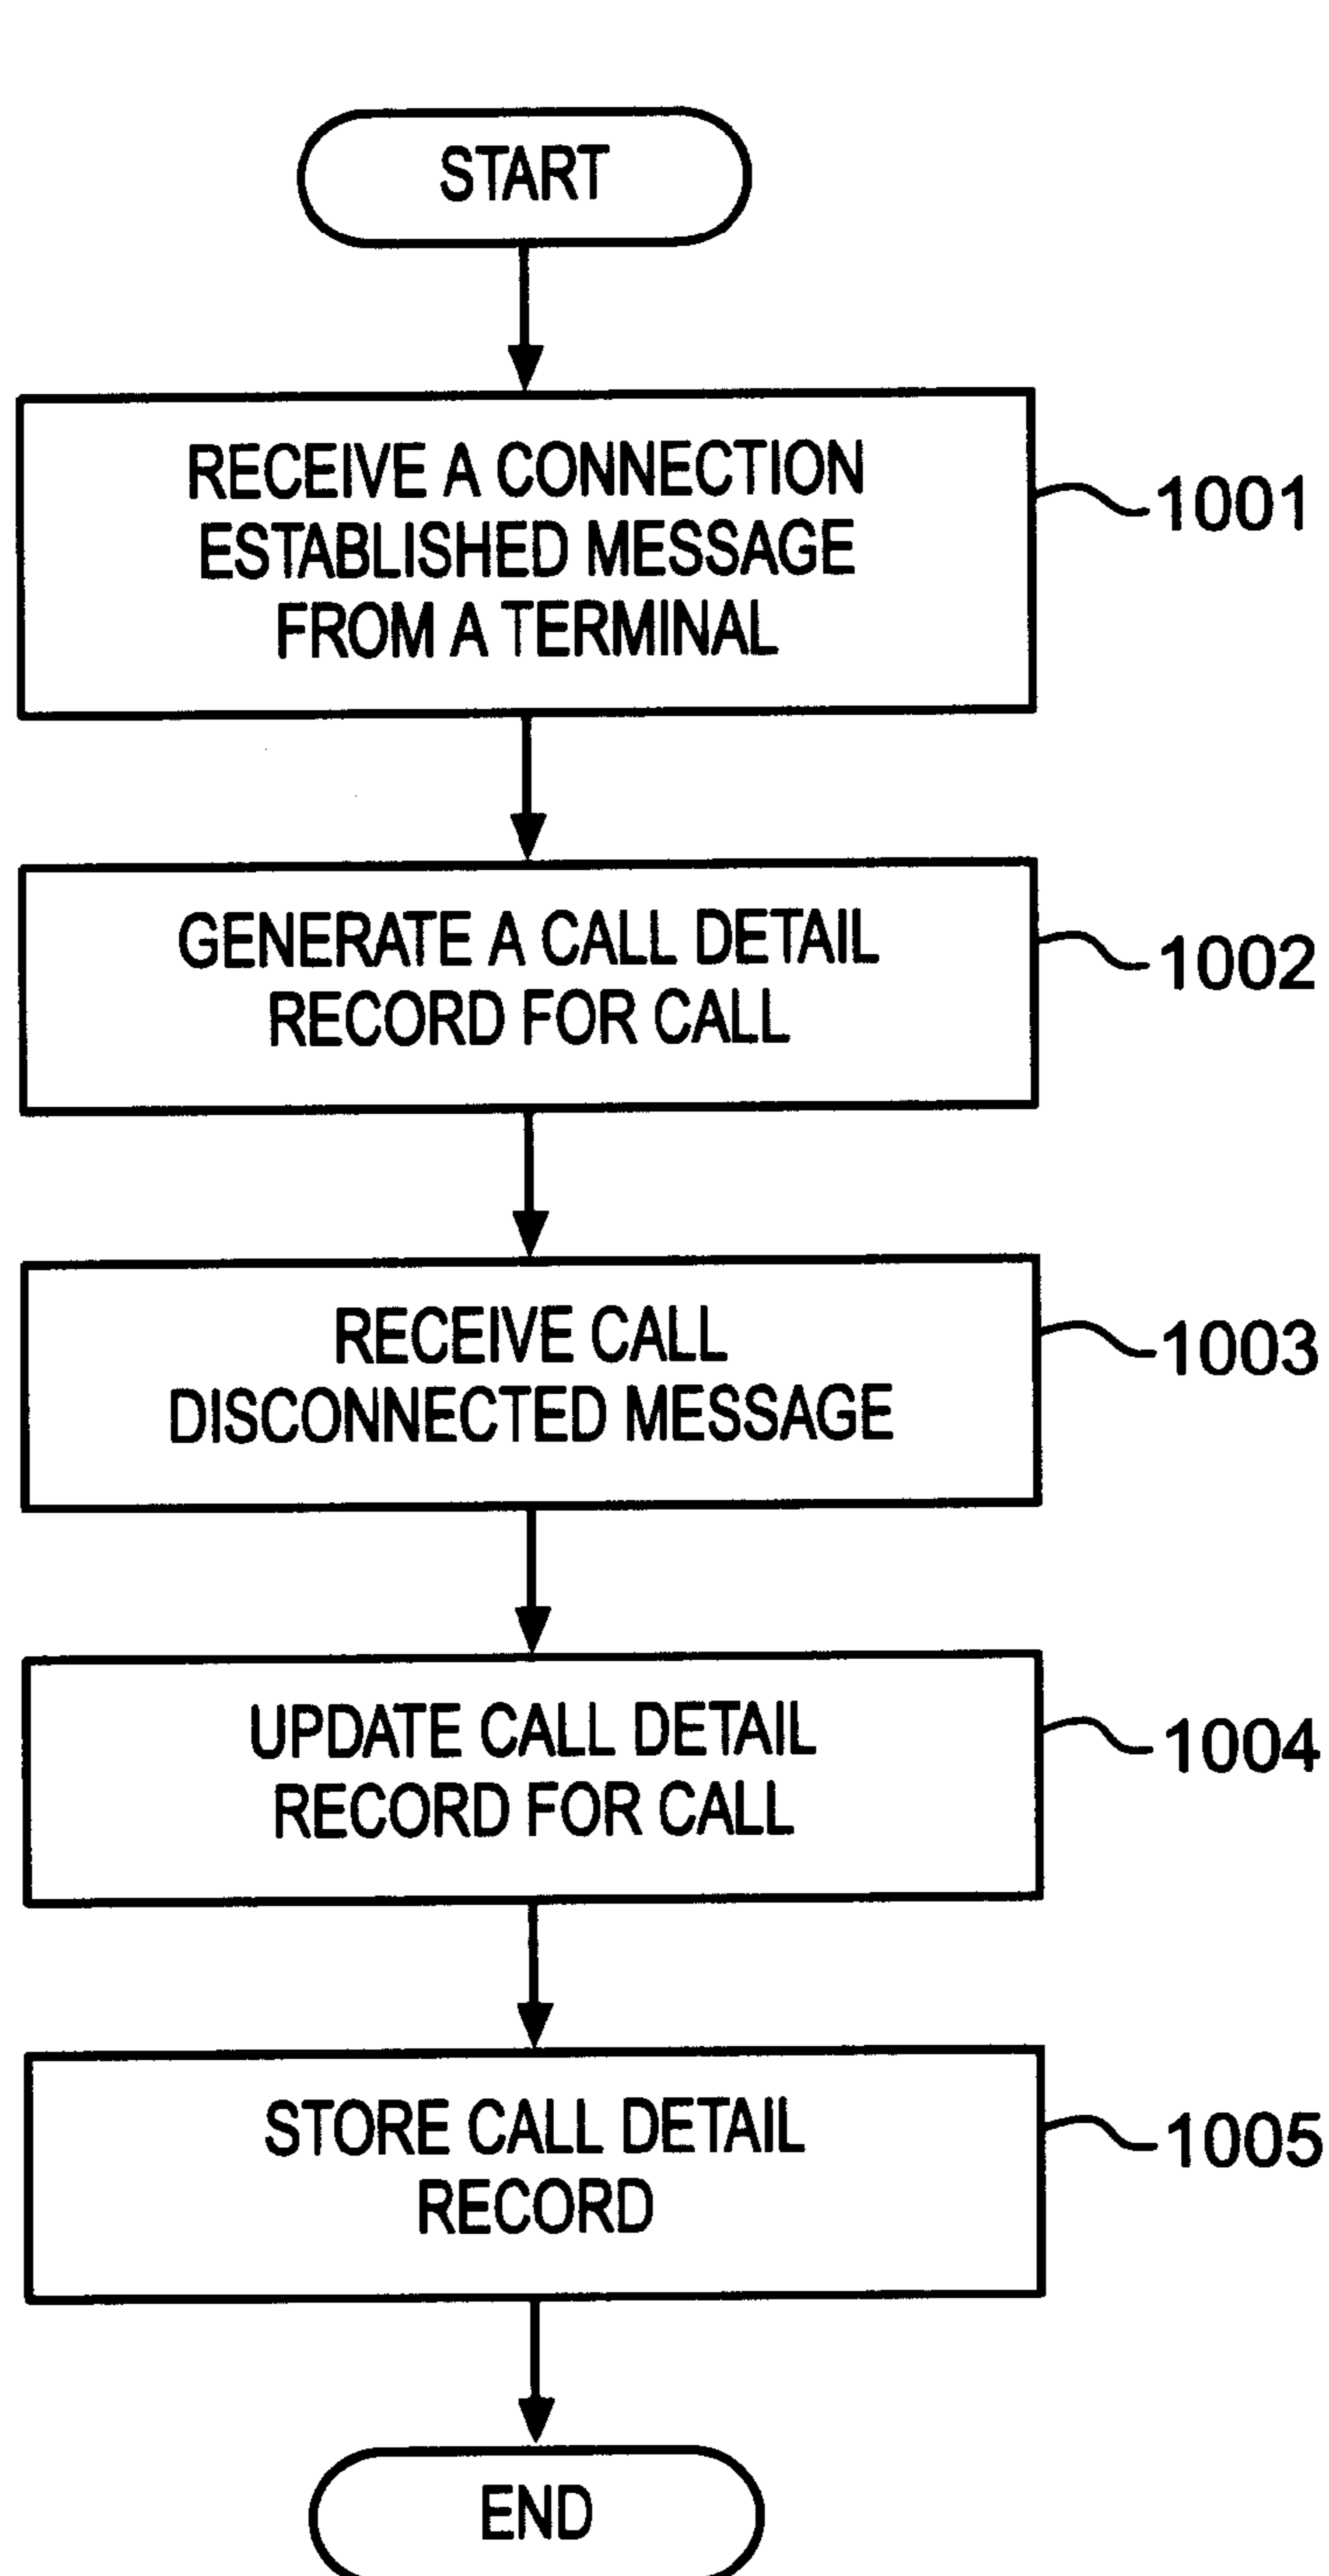 START
RECEIVE A CONNECTION
ESTABLISHED MESSAGE
FROM A TERMINAL
1001
GENERATE A CALL DETAIL
RECORD FOR CALL
1002
RECEIVE CALL
DISCONNECTED MESSAGE
1003
UPDATE CALL DETAIL
RECORD FOR CALL
1004
STORE CALL DETAIL
RECORD
1005
END